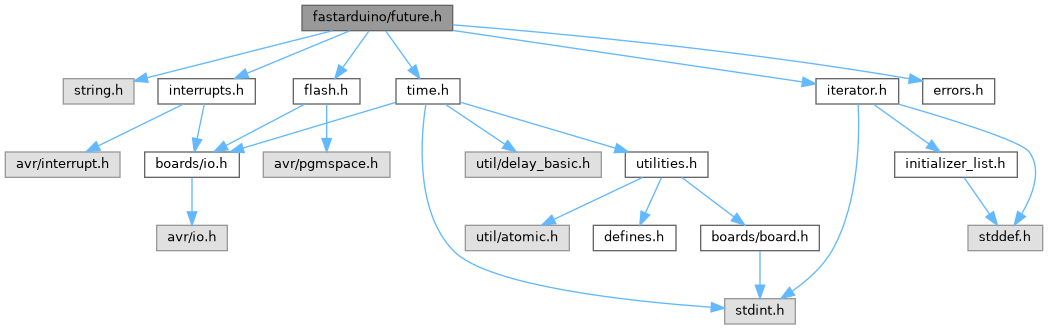 fastarduino/future.h
string.h
interrupts.h
flash.h
time.h
iterator.h
errors.h
avr/interrupt.h
boards/io.h
avr/pgmspace.h
util/delay_basic.h
utilities.h
initializer_list.h
avr/io.h
util/atomic.h
defines.h
boards/board.h
stddef.h
stdint.h